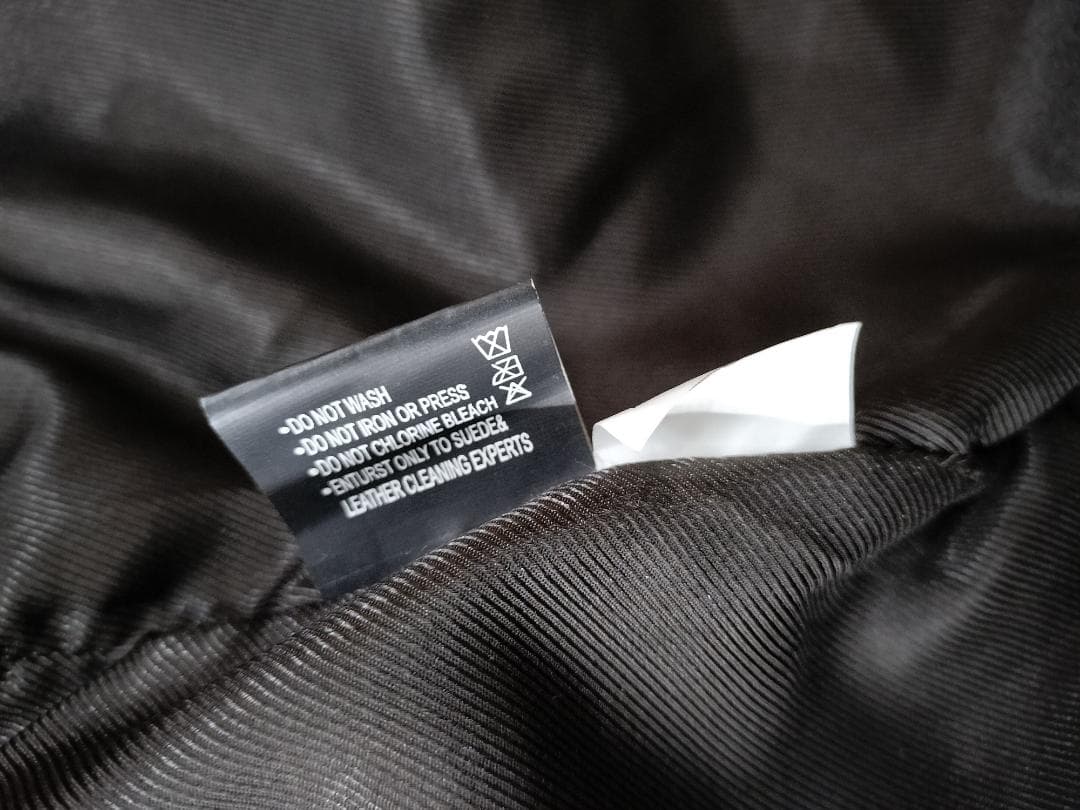 •DO NOT WASH
•DO NOT IRON OR PRESS
•DO NOT CHLORINE BLEACH
•ENTURST ONLY TO SUEDE&
LEATHER CLEANING EXPERTS